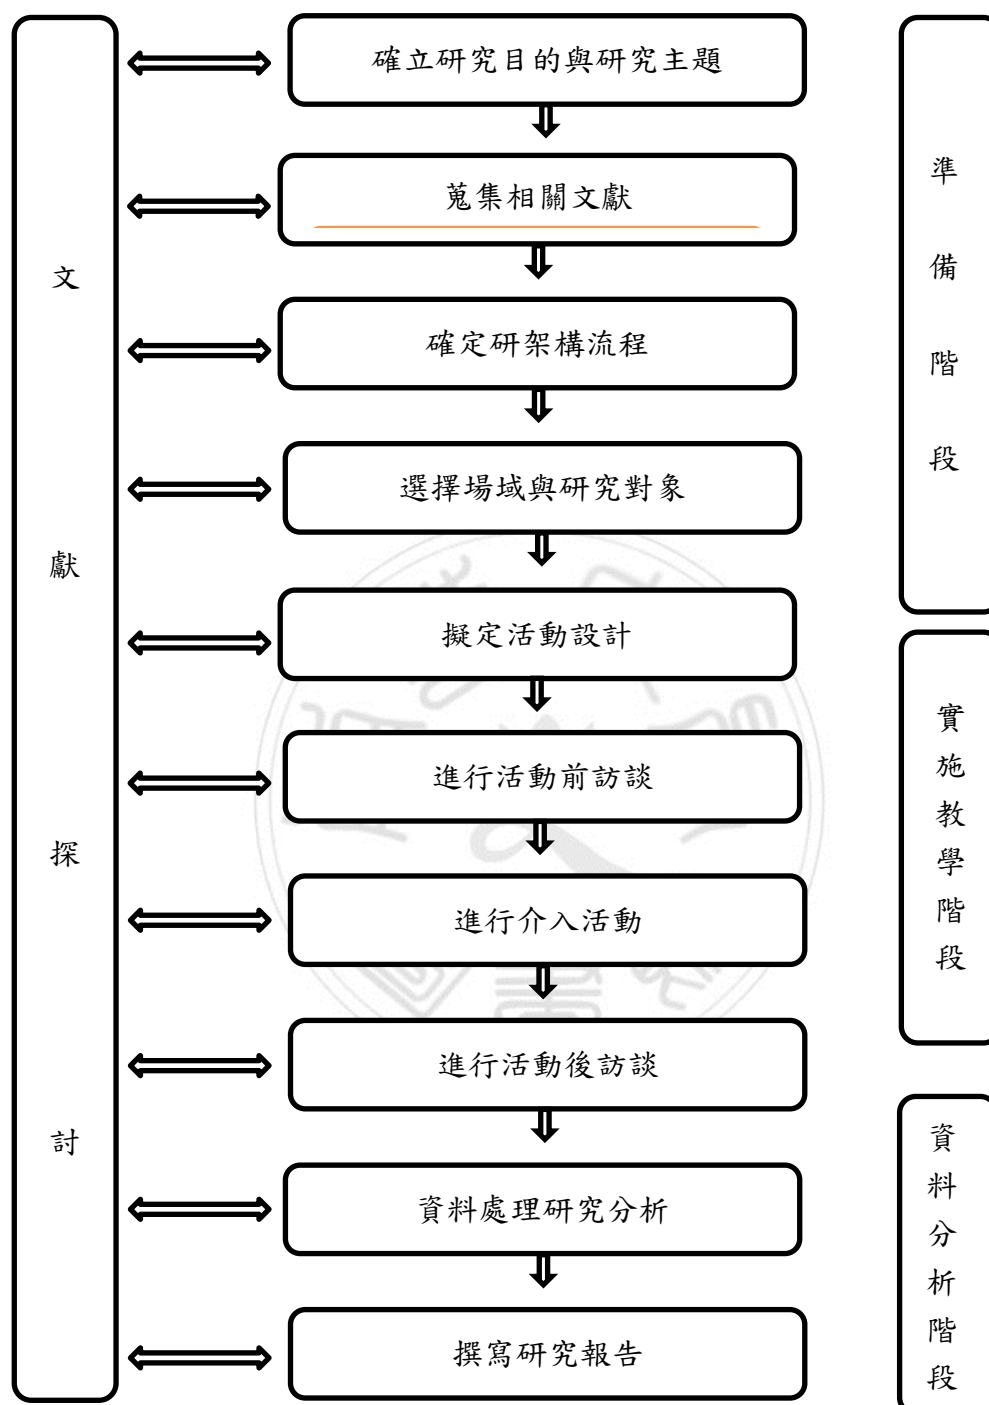 文獻探討
確立研究目的與研究主題
蒐集相關文獻
確定研架構流程
選擇場域與研究對象
擬定活動設計
進行活動前訪談
進行介入活動
進行活動後訪談
資料處理研究分析
撰寫研究報告
準備階段
實施教學階段
資料分析階段